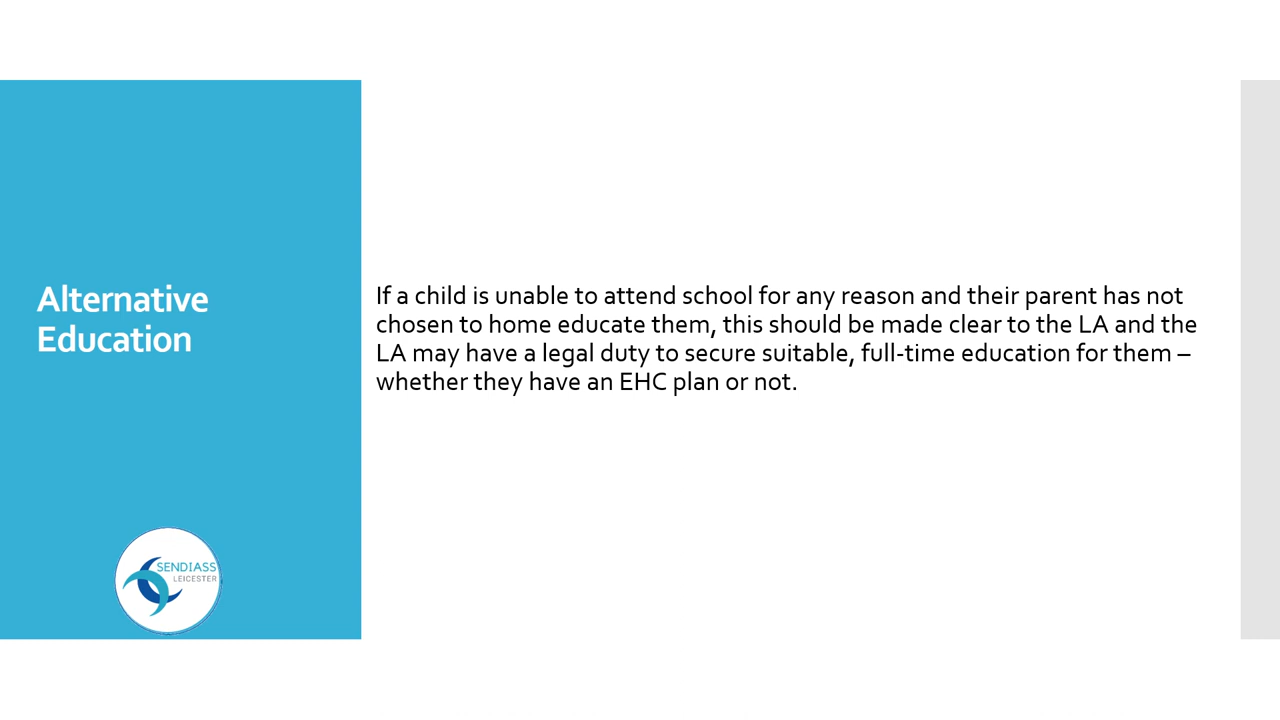 Alternative
Education
If a child is unable to attend school for any reason and their parent has not
chosen to home educate them, this should be made clear to the LA and the
LA may have a legal duty to secure suitable, full-time education for them –
whether they have an EHC plan or not.
SENDIASS
LEICESTER